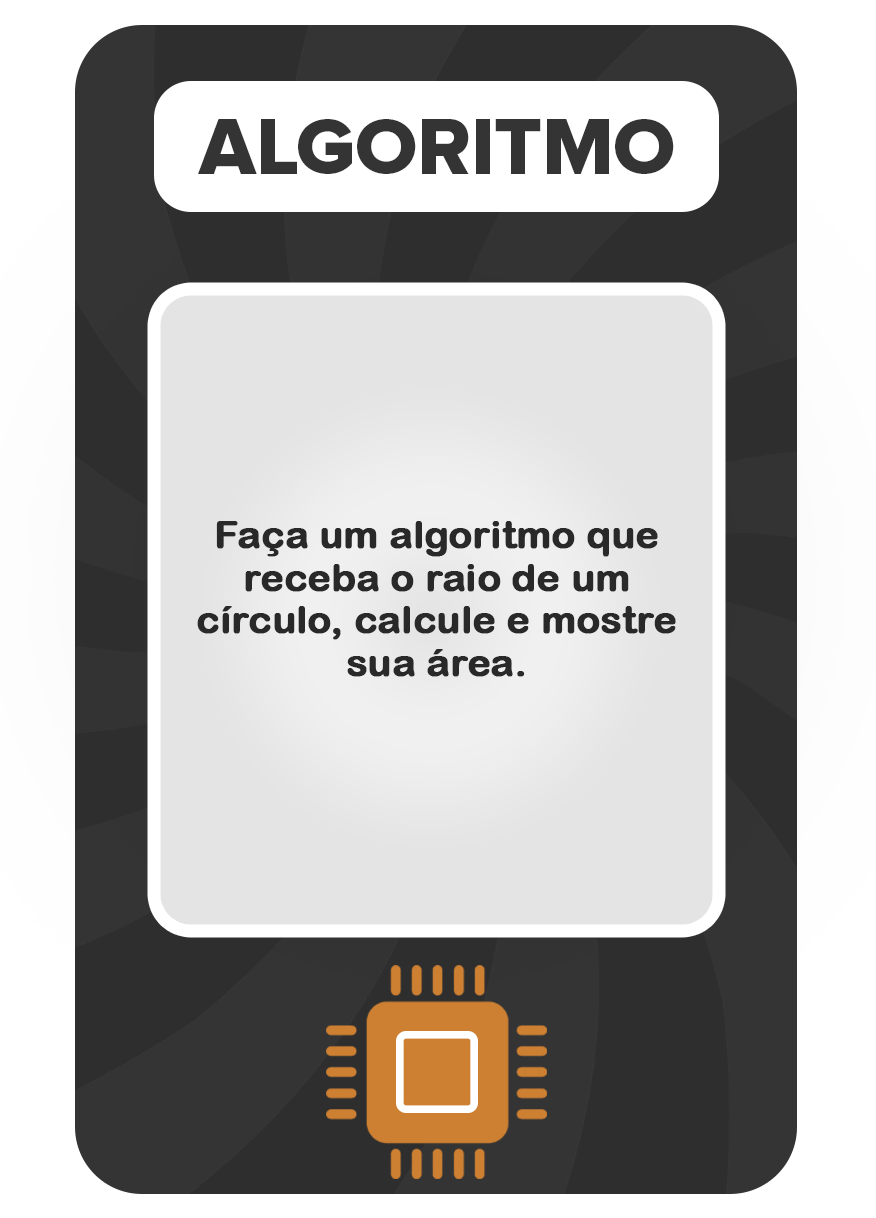 ALGORITMO
Faça um algoritmo que
receba o raio de um
círculo, calcule e mostre
sua área.